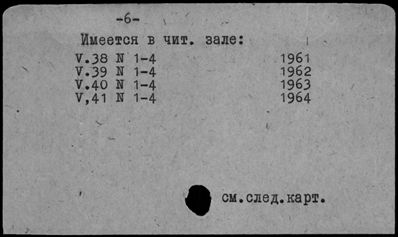 -6-
Имеется в чит. зале:
V.38 N 1-4 1961
V.39 N 1-4 1962
V.40 N 1-4 1963
V,41 N 1-4 1964
см.след.карт.